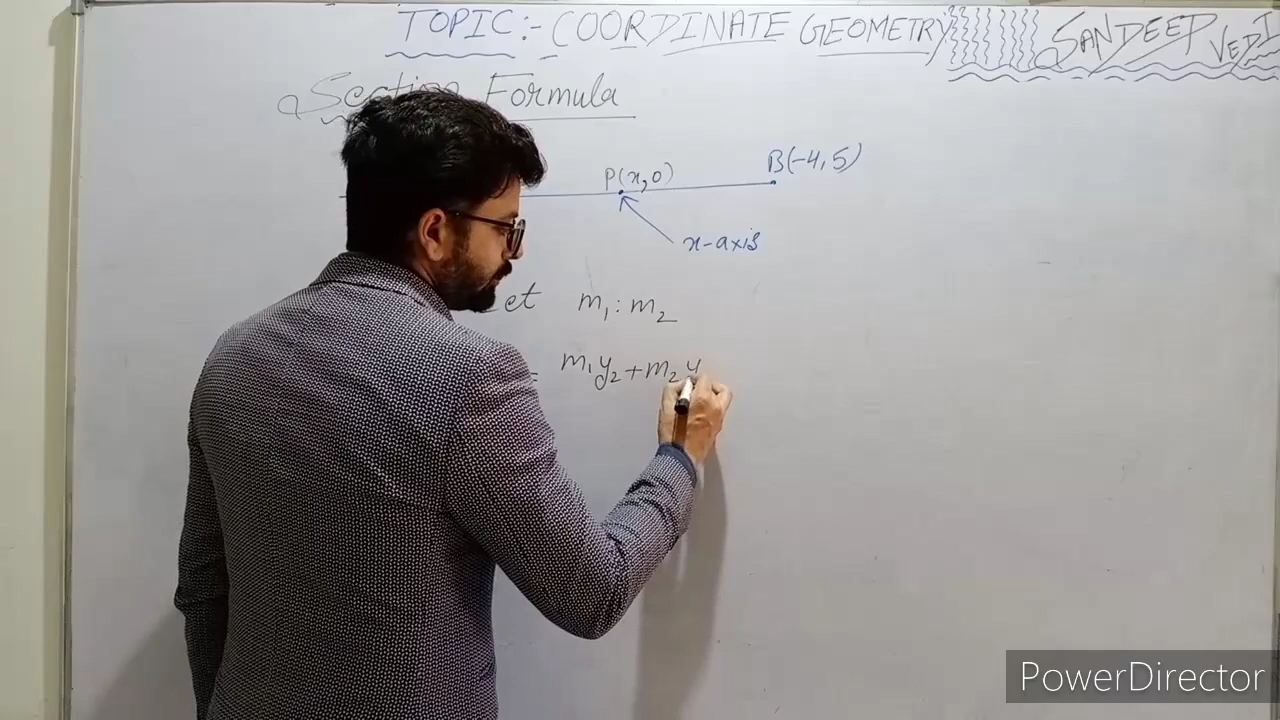 TOPIC:- COORDINATE GEOMETRY SANDEEP VEDI
Section Formula
P(x,0) B(-4,5)
x-axis
et m₁:m₂
= m₁y₂+m₂y
PowerDirector